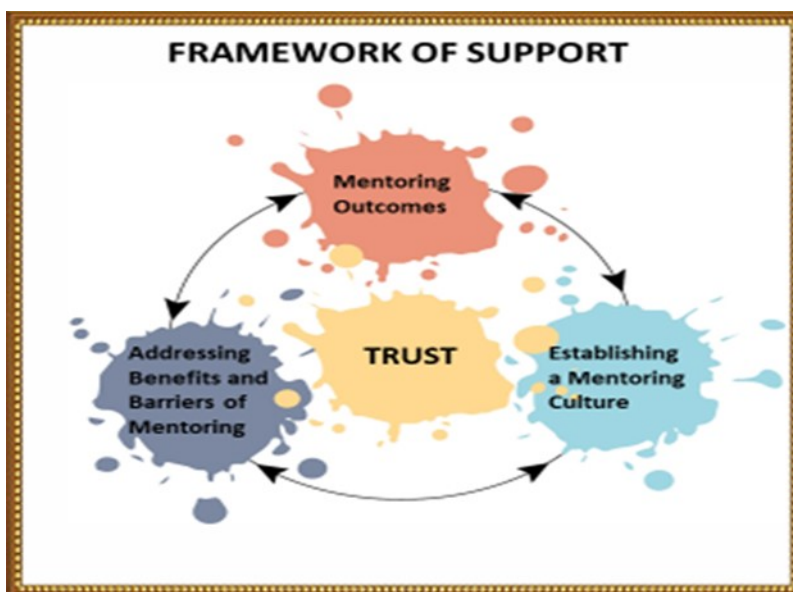 FRAMEWORK OF SUPPORT
Mentoring
Outcomes
Addressing
Benefits and
Barriers of
Mentoring
TRUST
Establishing
a Mentoring
Culture